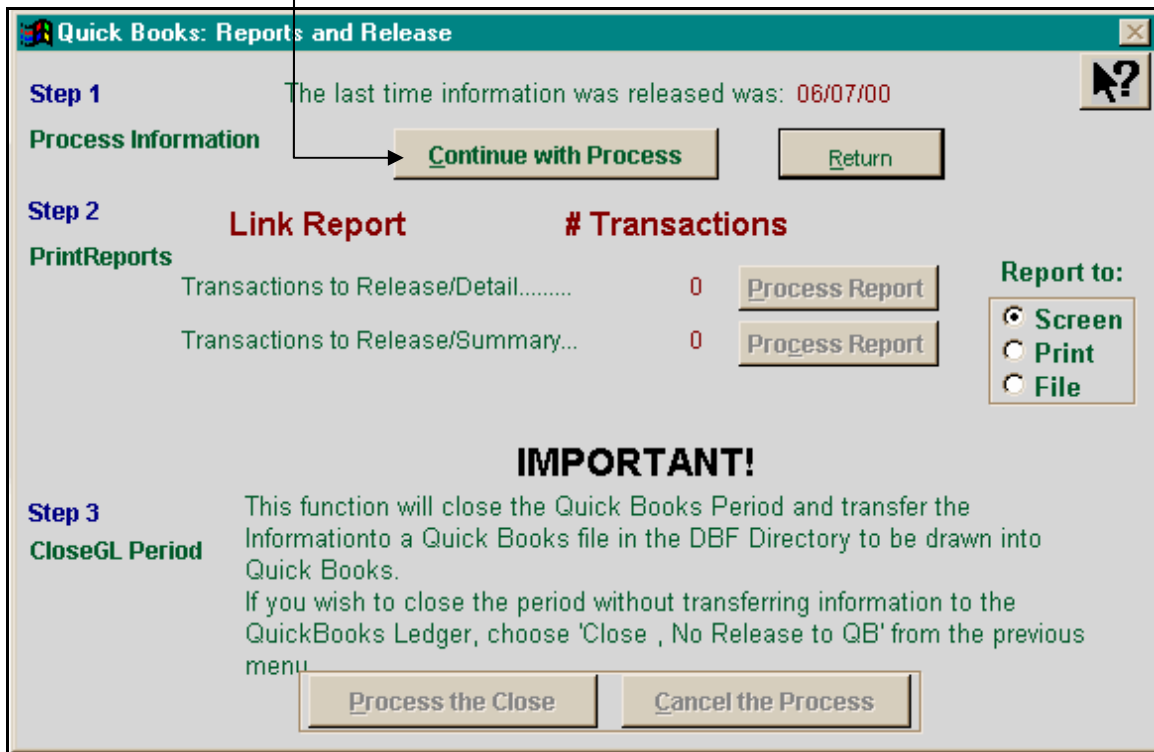 Quick Books: Reports and Release
Step 1 The last time information was released was: 06/07/00
Process Information
Continue with Process Return
Step 2
Link Report # Transactions
PrintReports
Report to:
Transactions to Release/Detail......... 0 Process Report
Screen
Transactions to Release/Summary... 0 Process Report
Print
File
IMPORTANT!
Step 3
CloseGL Period
This function will close the Quick Books Period and transfer the
Informationto a Quick Books file in the DBF Directory to be drawn into
Quick Books.
If you wish to close the period without transferring information to the
QuickBooks Ledger, choose 'Close , No Release to QB' from the previous
menu
Process the Close Cancel the Process